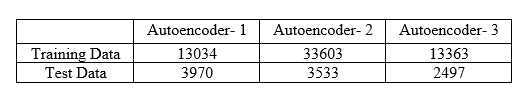 Autoencoder- 1 Autoencoder- 2 Autoencoder- 3
Training Data 13034 33603 13363
Test Data 3970 3533 2497